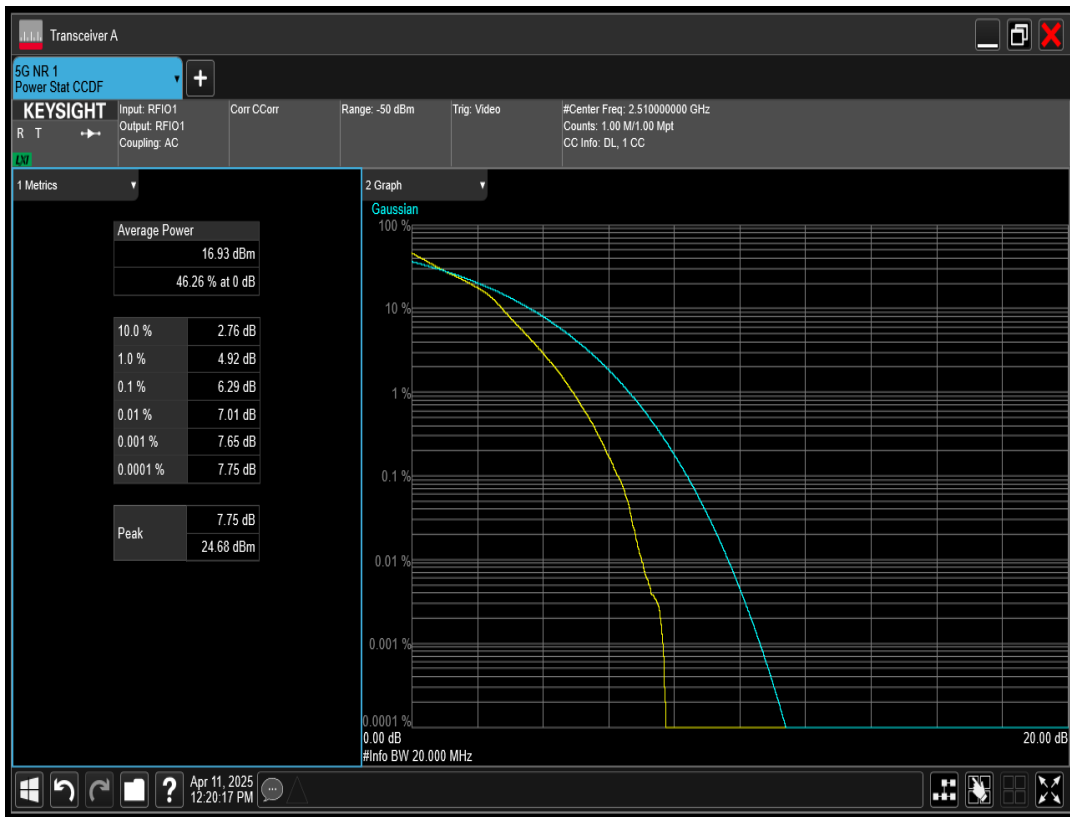 Transceiver A
5G NR 1
Power Stat CCDF
+
KEYSIGHT
R T
LXI
Input: RFIO1
Output: RFIO1
Coupling: AC
Corr CCorr
Range: -50 dBm
Trig: Video
#Center Freq: 2.510000000 GHz
Counts: 1.00 M/1.00 Mpt
CC Info: DL, 1 CC
1 Metrics
Average Power
16.93 dBm
46.26 % at 0 dB
10.0 % 2.76 dB
1.0 % 4.92 dB
0.1 % 6.29 dB
0.01 % 7.01 dB
0.001 % 7.65 dB
0.0001 % 7.75 dB
Peak
7.75 dB
24.68 dBm
2 Graph
Gaussian
100 %
10 %
1 %
0.1 %
0.01 %
0.001 %
0.0001 %
0.00 dB 20.00 dB
#Info BW 20.000 MHz
?
Apr 11, 2025
12:20:17 PM